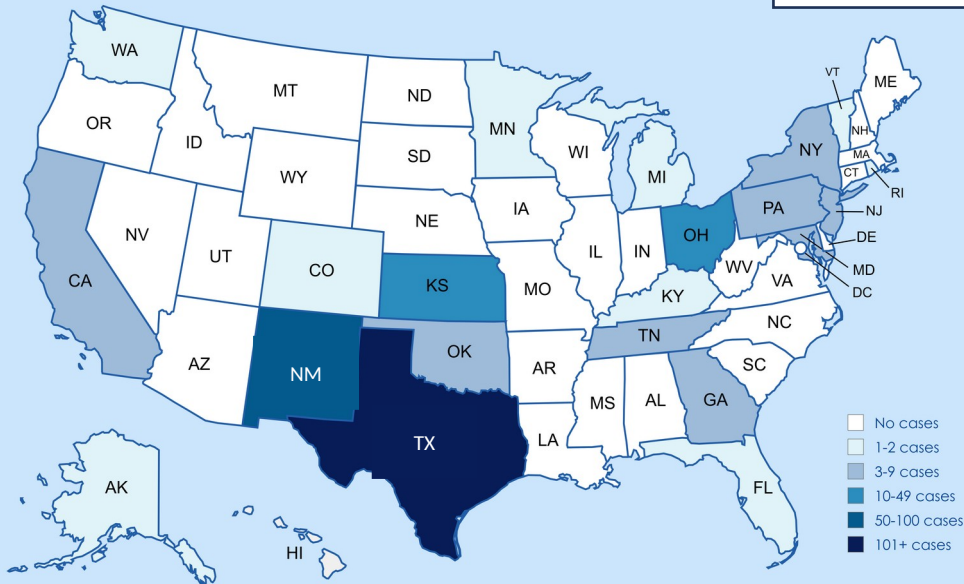 WA
MT
ND
MN
VT
ME
OR
ID
SD
WI
NH
NY
MA
WY
MI
CT
RI
IA
PA
NJ
NE
NV
OH
DE
UT
IL
IN
CA
CO
WV
MD
KS
MO
VA
DC
KY
NC
TN
OK
AZ
NM
AR
SC
MS
AL
GA
TX
LA
AK
FL
HI
No cases
1-2 cases
3-9 cases
10-49 cases
50-100 cases
101+ cases